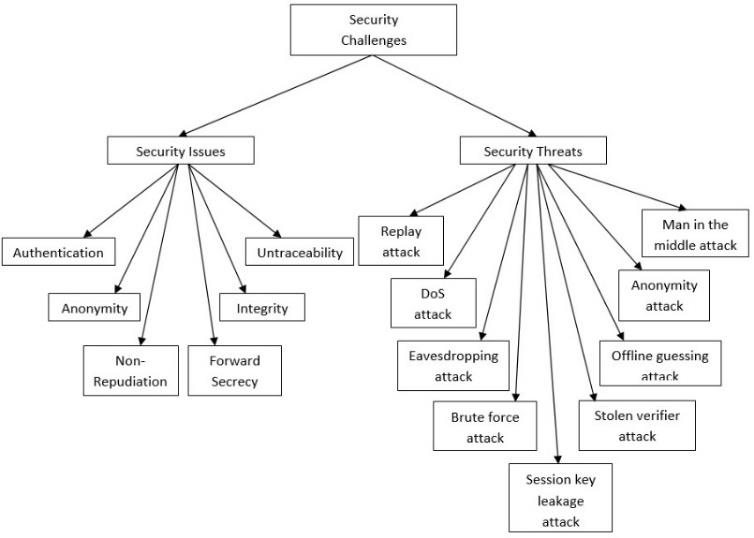 Security
Challenges
Security Issues
Security Threats
Authentication
Anonymity
Non-
Repudiation
Forward
Secrecy
Integrity
Untraceability
Replay
attack
DoS
attack
Eavesdropping
attack
Brute force
attack
Session key
leakage
attack
Stolen verifier
attack
Offline guessing
attack
Anonymity
attack
Man in the
middle attack